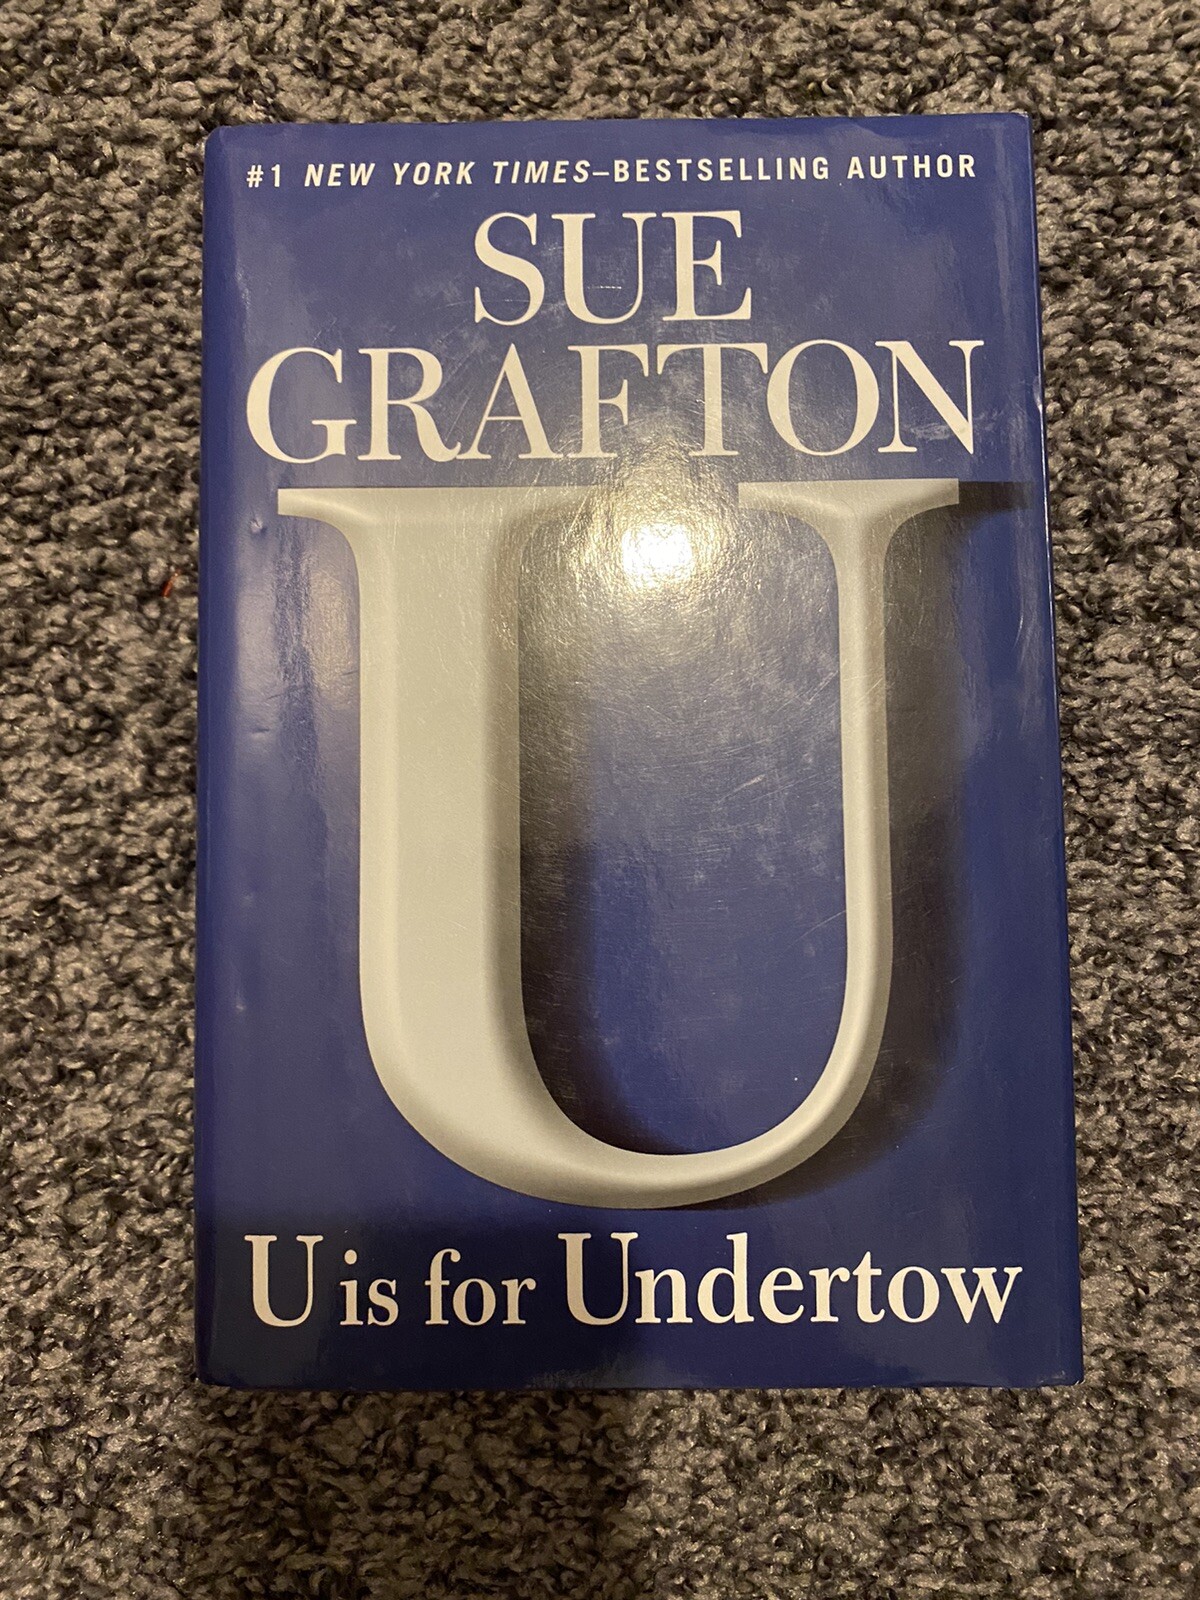 #1 NEW YORK TIMES–BESTSELLING AUTHOR
SUE
GRAFTON
U
U is for Undertow